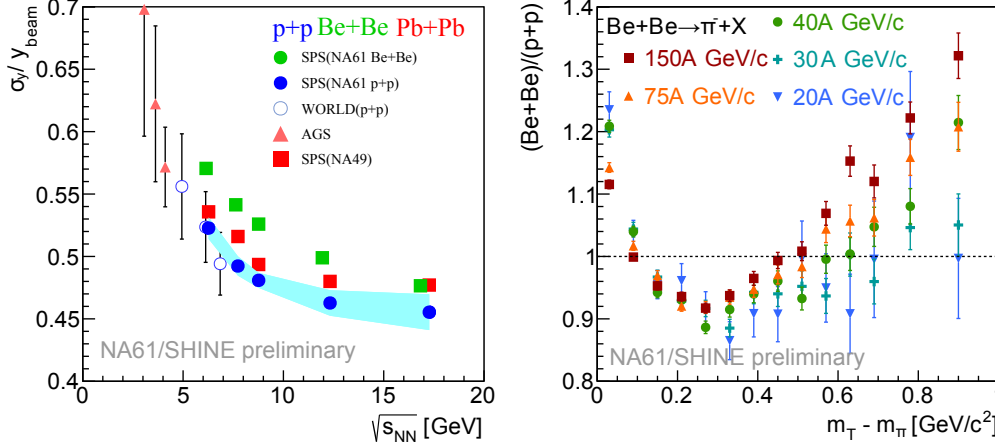 σy/ ybeam
0.7
0.65
0.6
0.55
0.5
0.45
0.4
0
5
10
15
20
√sNN [GeV]
p+p Be+Be Pb+Pb
SPS(NA61 Be+Be)
SPS(NA61 p+p)
WORLD(p+p)
AGS
SPS(NA49)
NA61/SHINE preliminary
(Be+Be)/(p+p)
1.4
1.3
1.2
1.1
1
0.9
0.8
0
0.2
0.4
0.6
0.8
1
mT - mπ [GeV/c²]
Be+Be→π⁻+X
150A GeV/c
75A GeV/c
40A GeV/c
30A GeV/c
20A GeV/c
NA61/SHINE preliminary